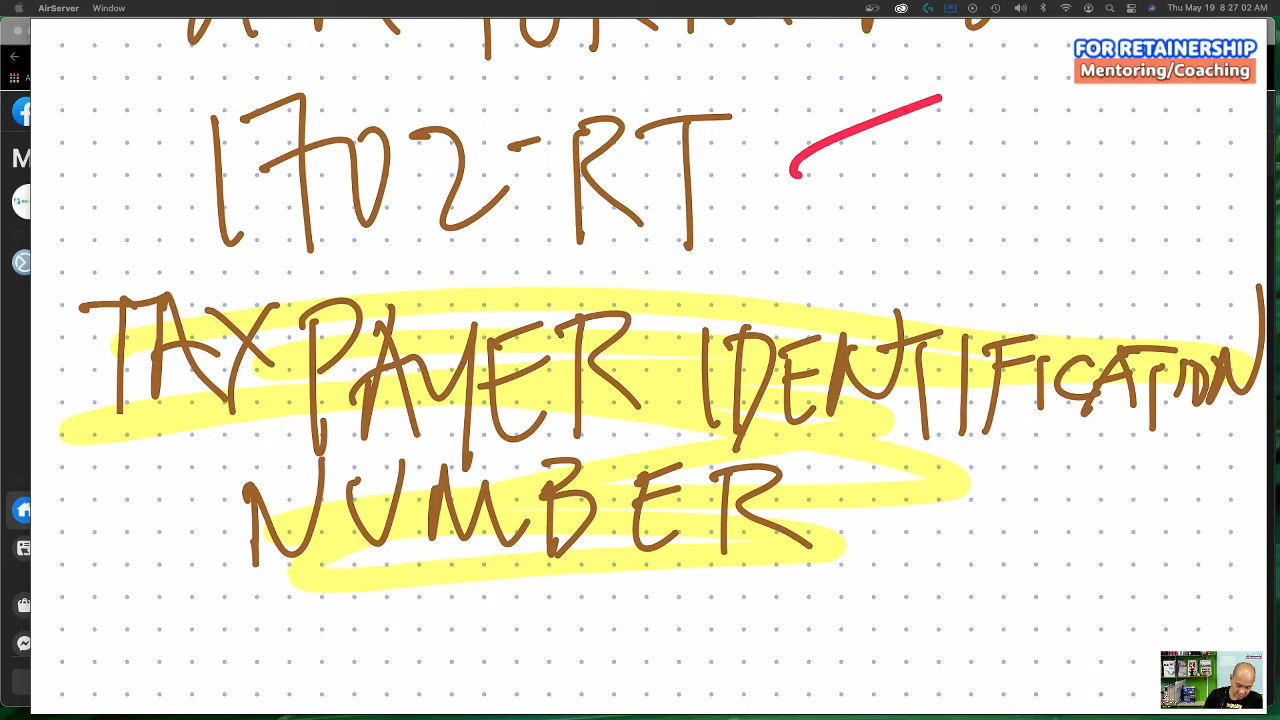 AirServer Window Thu May 19 8:27:02 AM
FOR RETAINERSHIP
Mentoring/Coaching
1702-RT
TAXPAYER IDENTIFICATION
NUMBER